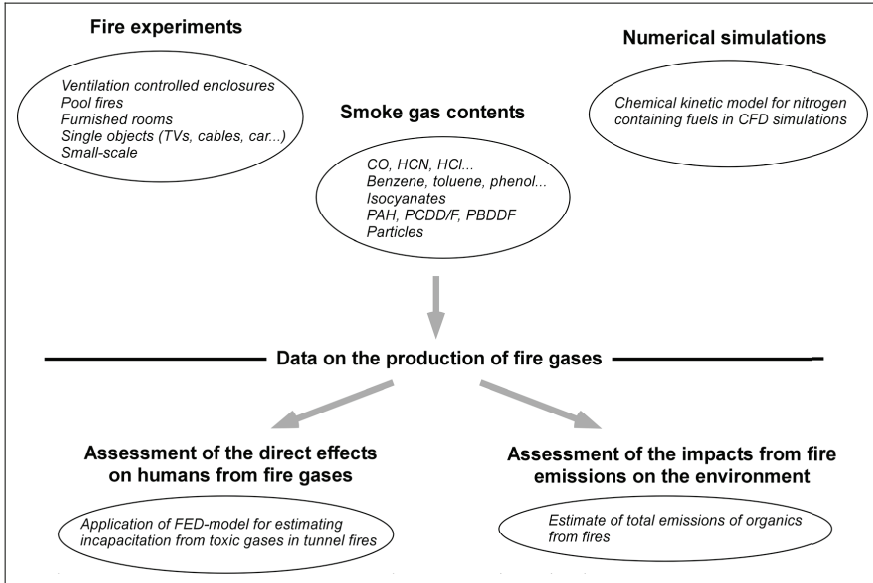 Fire experiments
Ventilation controlled enclosures
Pool fires
Furnished rooms
Single objects (TVs, cables, car...)
Small-scale
Smoke gas contents
CO, HCN, HCl...
Benzene, toluene, phenol...
Isocyanates
PAH, PCDD/F, PBDDF
Particles
Numerical simulations
Chemical kinetic model for nitrogen
containing fuels in CFD simulations
Data on the production of fire gases
Assessment of the direct effects
on humans from fire gases
Application of FED-model for estimating
incapacitation from toxic gases in tunnel fires
Assessment of the impacts from fire
emissions on the environment
Estimate of total emissions of organics
from fires